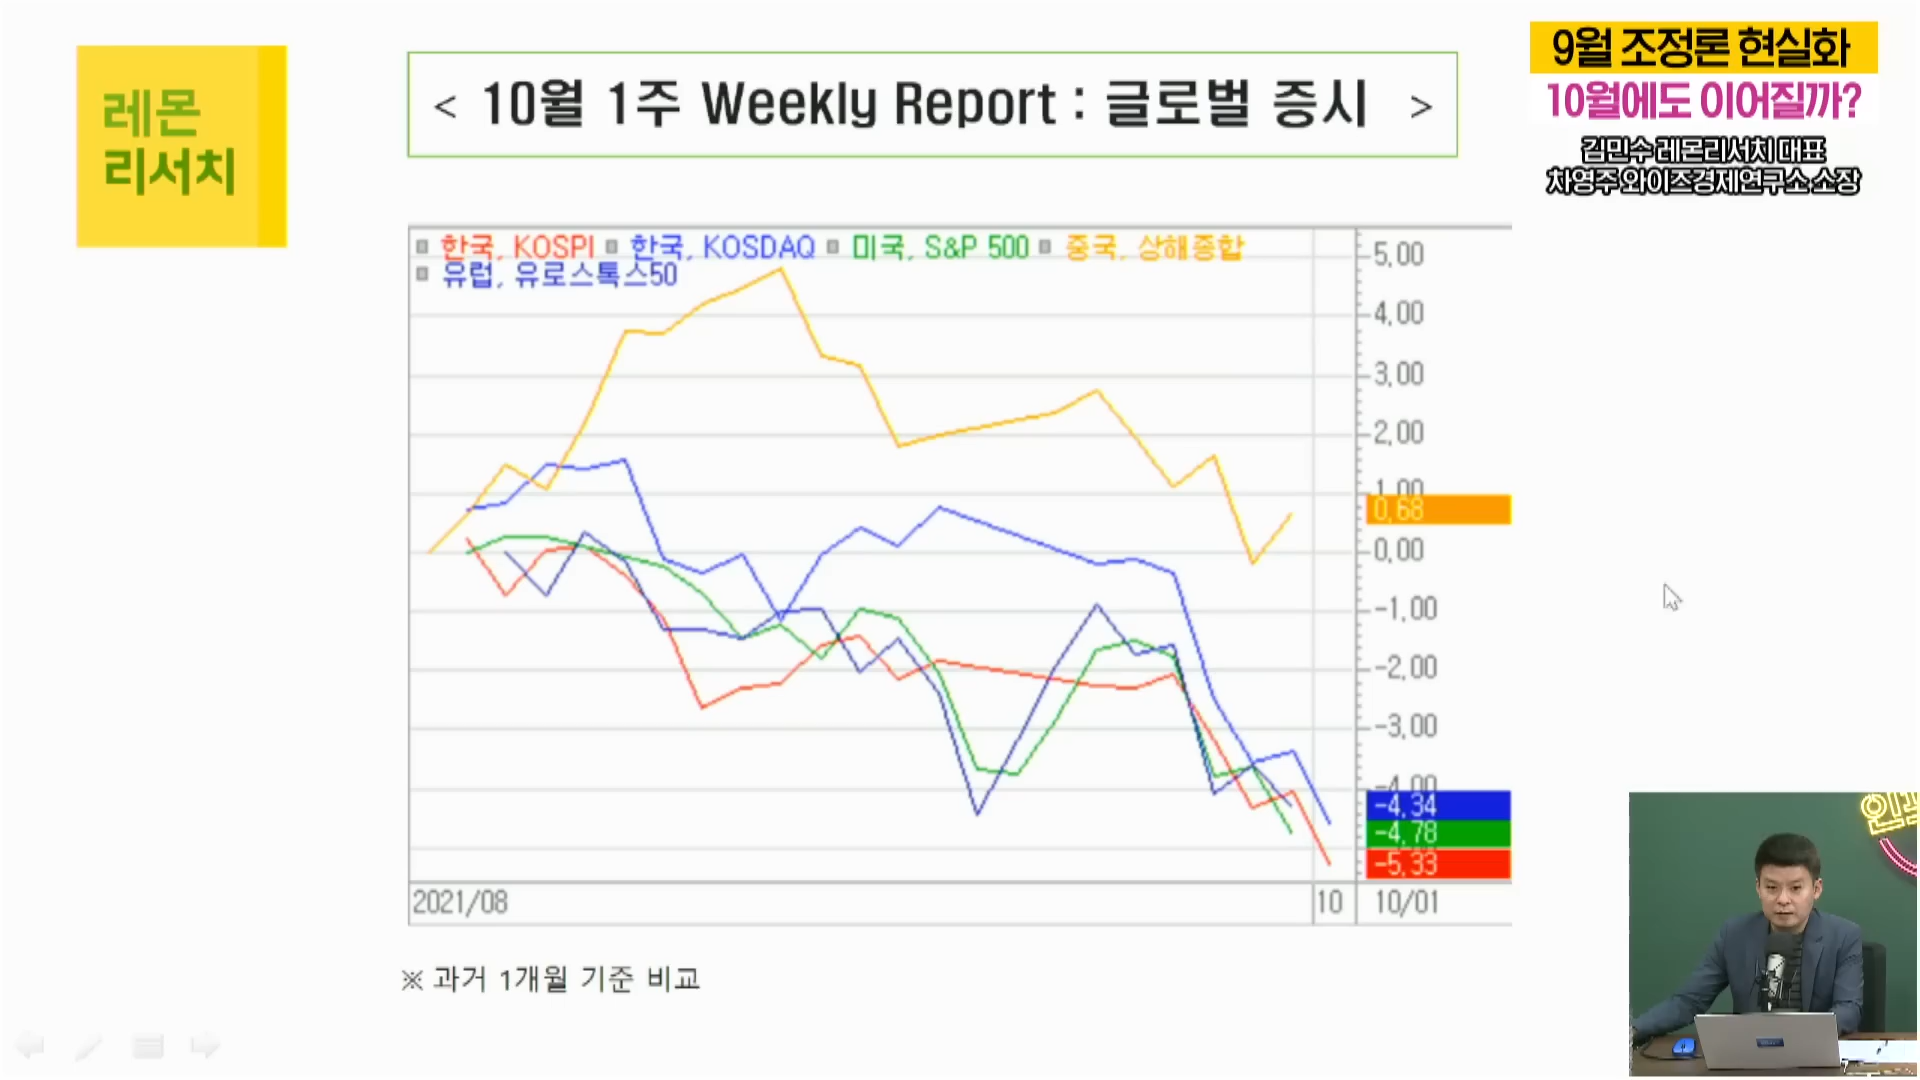 레몬
리서치
< 10월 1주 Weekly Report : 글로벌 증시 >
9월 조정론 현실화
10월에도 이어질까?
김민수 레몬리서치 대표
차영주 와이즈경제연구소 소장
한국, KOSPI 한국, KOSDAQ 미국, S&P 500 중국, 상해종합
유럽, 유로스톡스50
5,00
4,00
3,00
2,00
1,00
0,68
0,00
-1,00
-2,00
-3,00
-4,00
-4,34
-4,78
-5,33
2021/08 10 10/01
※ 과거 1개월 기준 비교